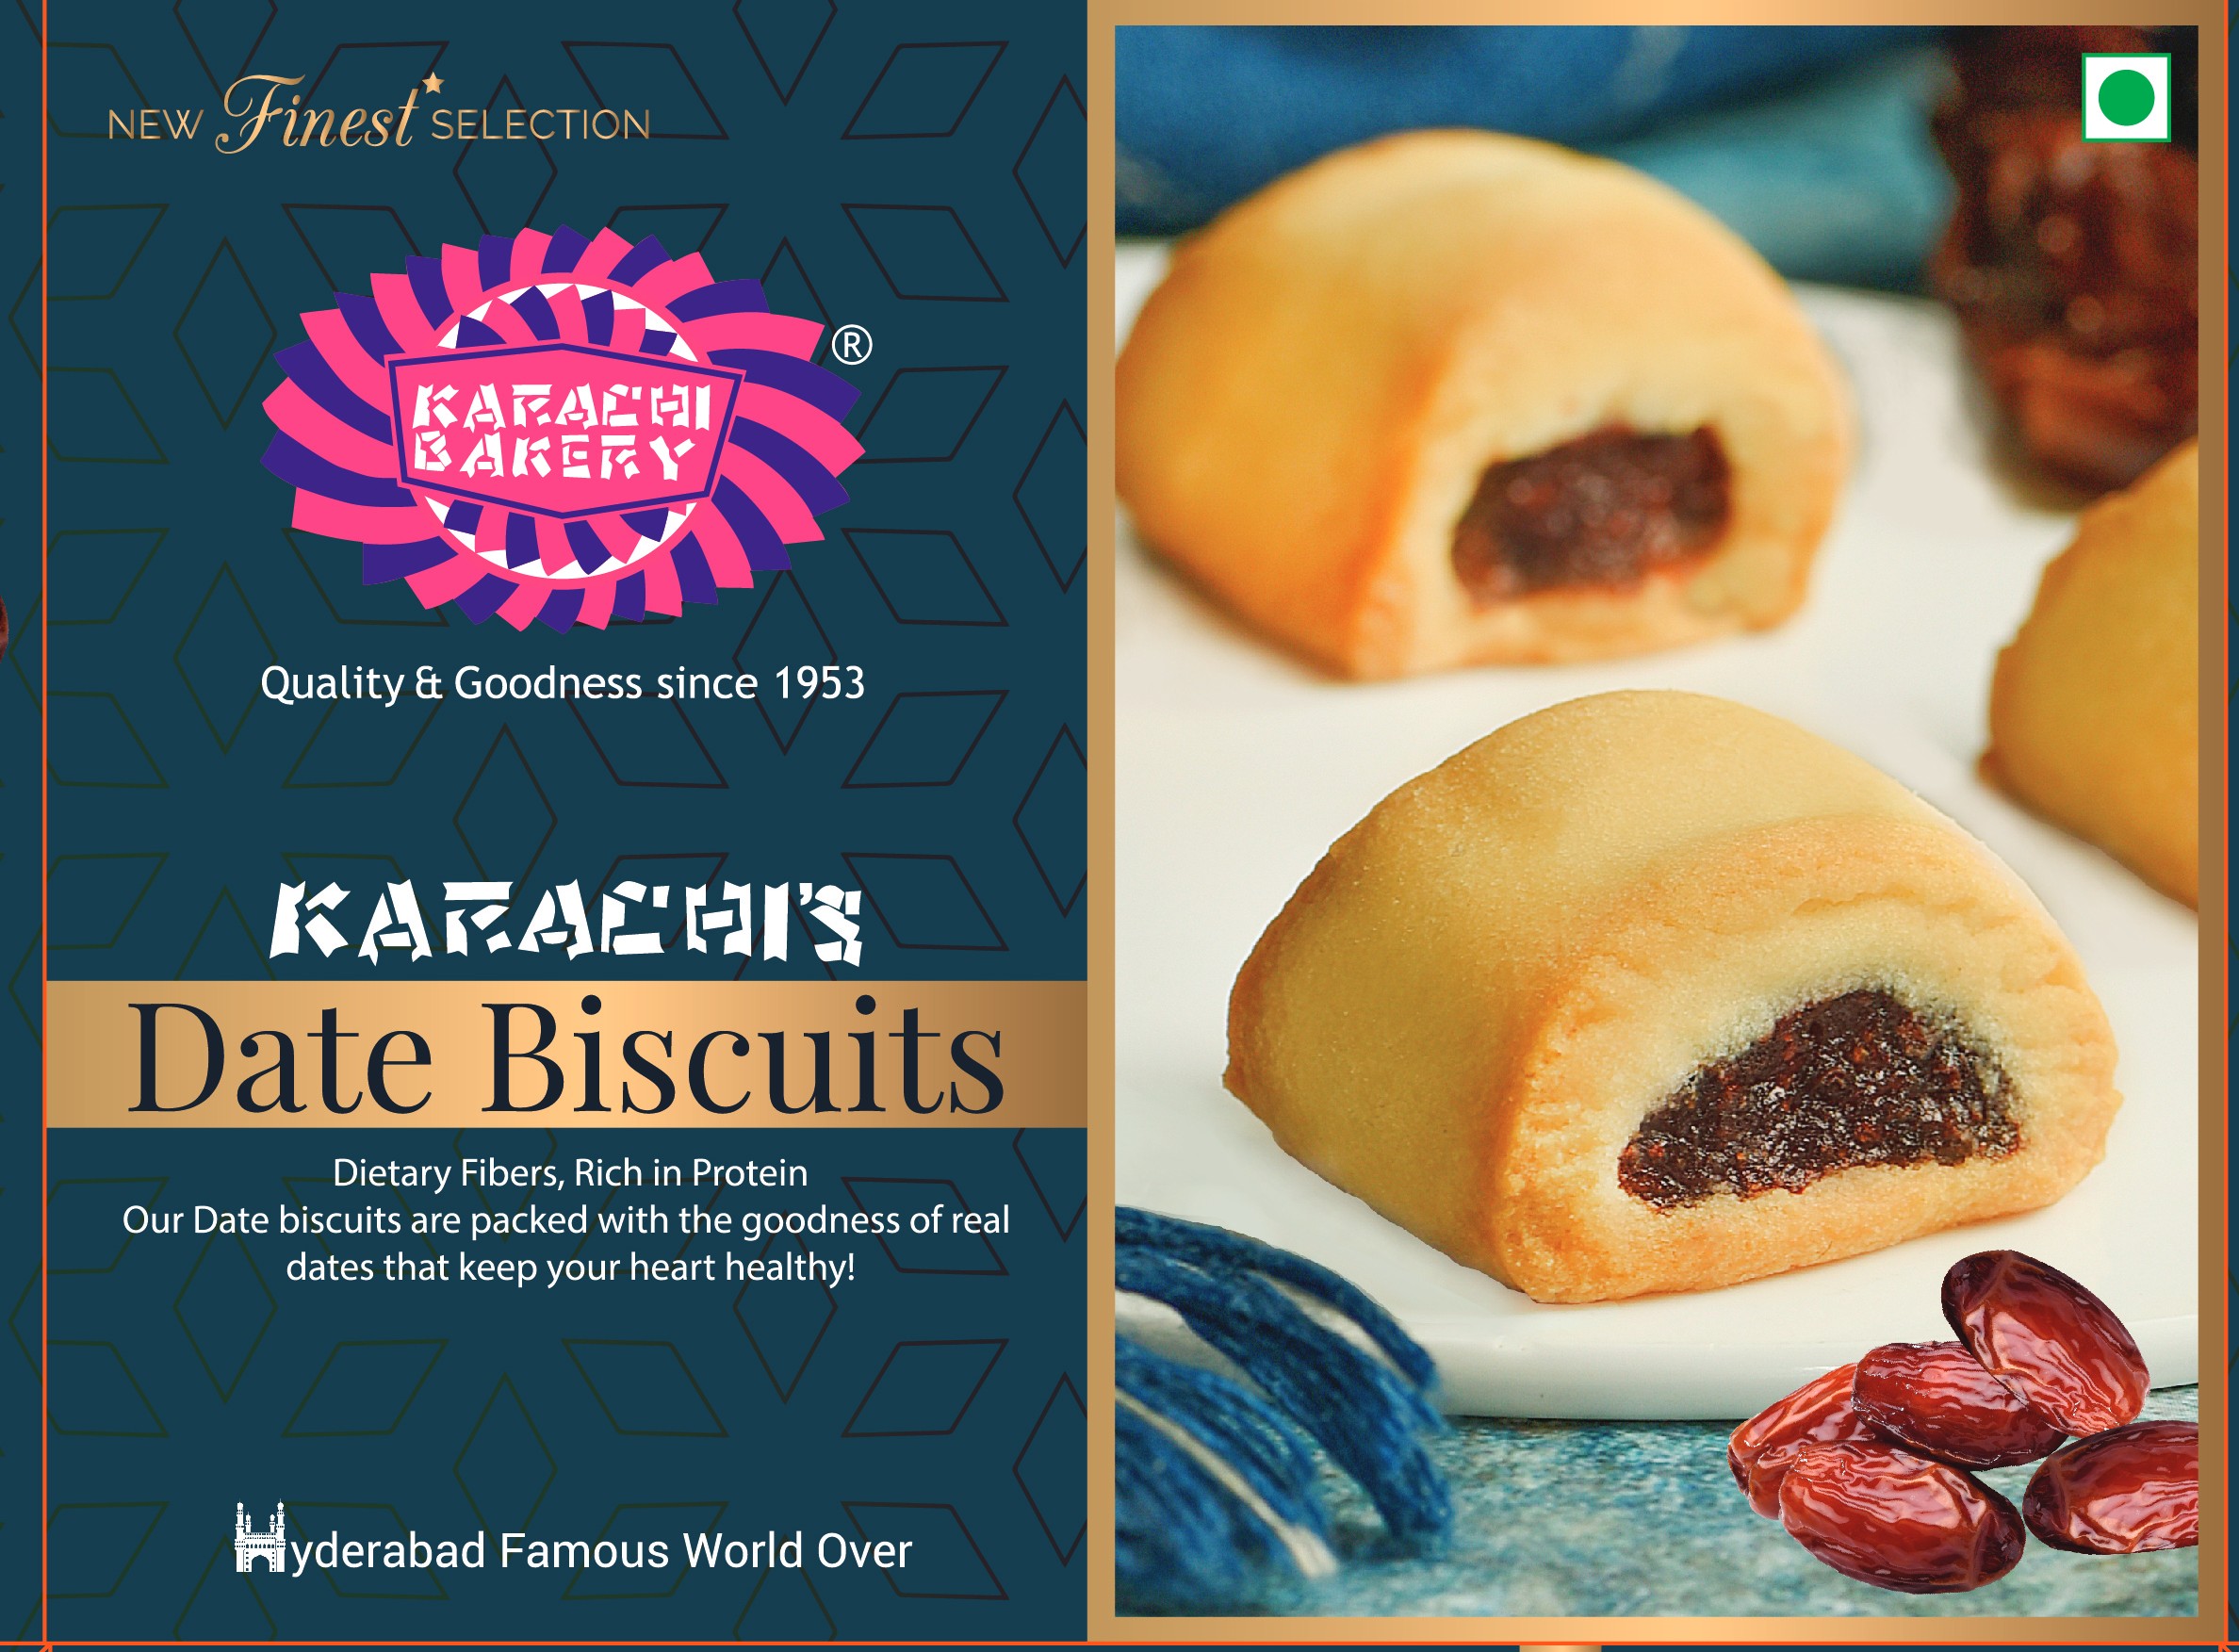 NEW Finest SELECTION
KARACHI
BAKERY
®
Quality & Goodness since 1953
KARACHI'S
Date Biscuits
Dietary Fibers, Rich in Protein
Our Date biscuits are packed with the goodness of real
dates that keep your heart healthy!
Hyderabad Famous World Over